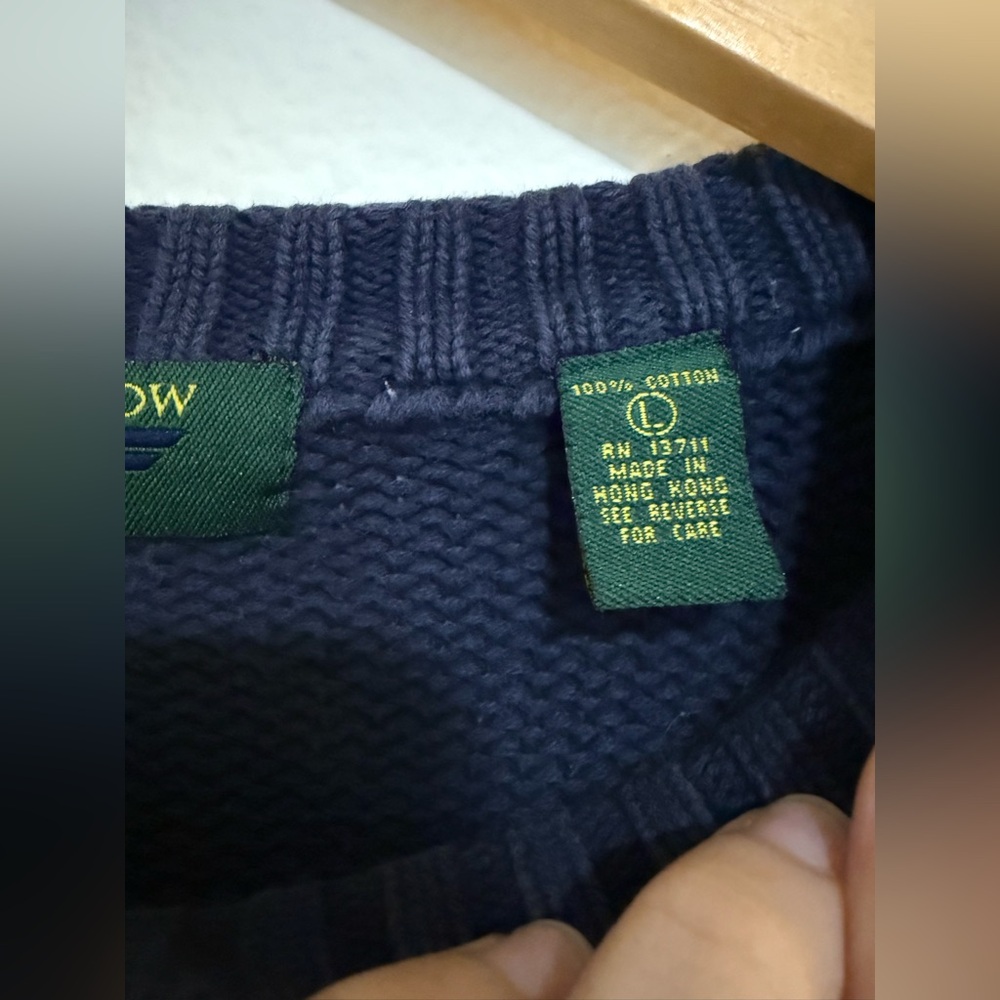 OW
100% COTTON
L
RN 13711
MADE IN
HONG KONG
SEE REVERSE
FOR CARE